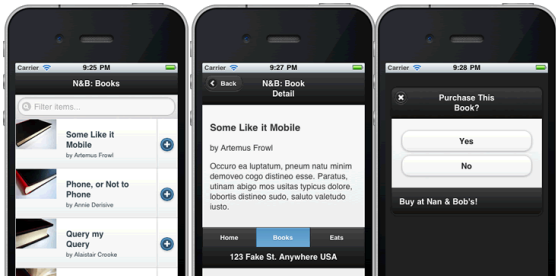 Carrier
9:25 PM
N&B: Books
Filter items...
Some Like it
Mobile
by Artemus Frowl
Phone, or Not to
Phone
by Annie Derisive
Query my
Query
by Alaistair Crooke
Carrier
9:27 PM
Back
N&B: Book
Detail
Some Like it Mobile
by Artemus Frowl
Occuro ea luptatum, pneum natu minim
demoveo cogo distineo esse. Paratus,
utinam abigo mos usitas typicus dolore,
lobortis distineo sudo, saluto valetudo
iusto.
Home
Books
Eats
123 Fake St. Anywhere USA
Carrier
9:28 PM
Purchase This
Book?
Yes
No
Buy at Nan & Bob's!